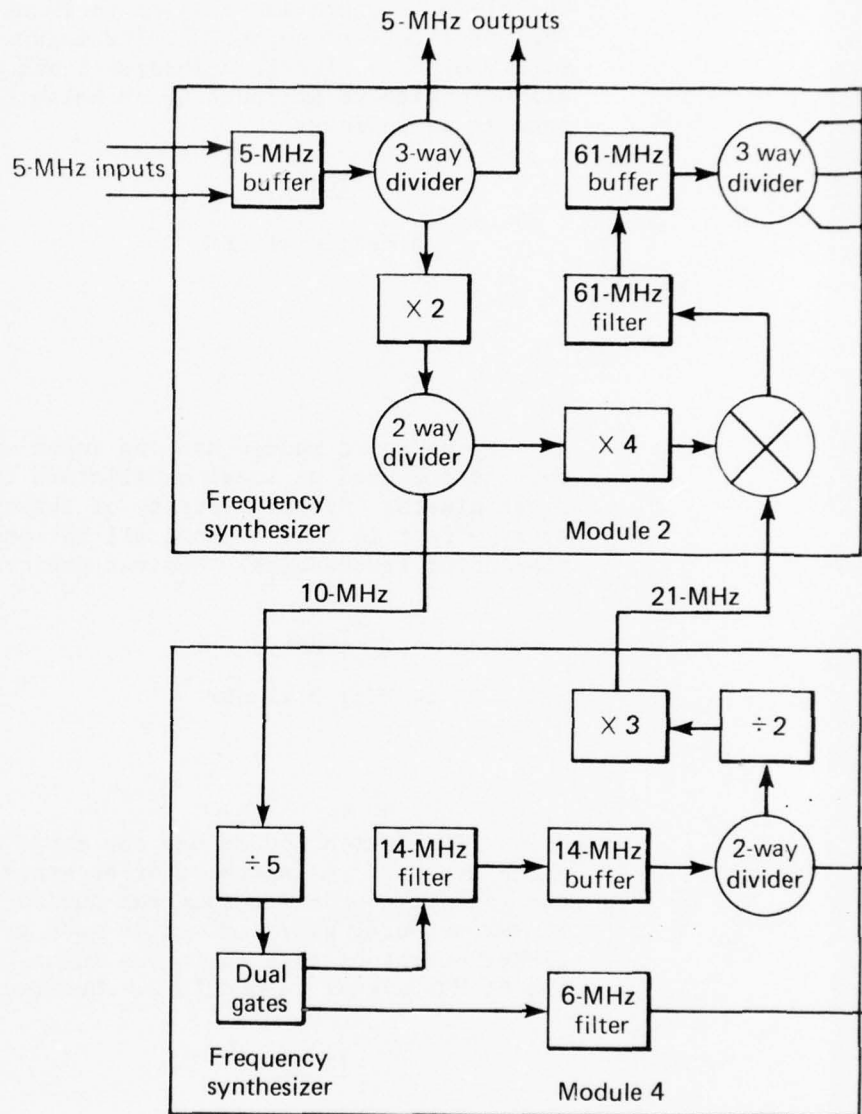 5-MHz outputs
5-MHz inputs
5-MHz
buffer
3-way
divider
61-MHz
buffer
3 way
divider
× 2
61-MHz
filter
2 way
divider
× 4
Frequency
synthesizer
Module 2
10-MHz
21-MHz
× 3
÷ 2
÷ 5
14-MHz
filter
14-MHz
buffer
2-way
divider
Dual
gates
6-MHz
filter
Frequency
synthesizer
Module 4